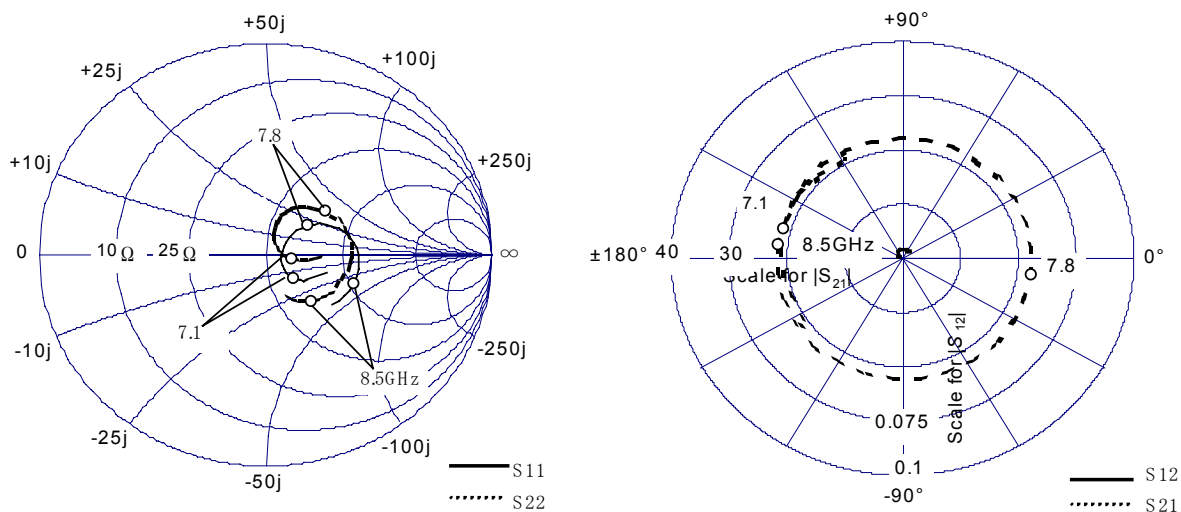 +50j
+25j
+100j
7.8
+10j
+250j
0
10Ω
25Ω
∞
7.1
-10j
-250j
8.5GHz
-25j
-100j
-50j
S11
S22
+90°
7.1
±180°
40
30
8.5GHz
7.8
0°
Scale for |S21|
Scale for |S12|
0.075
0.1
-90°
S12
S21